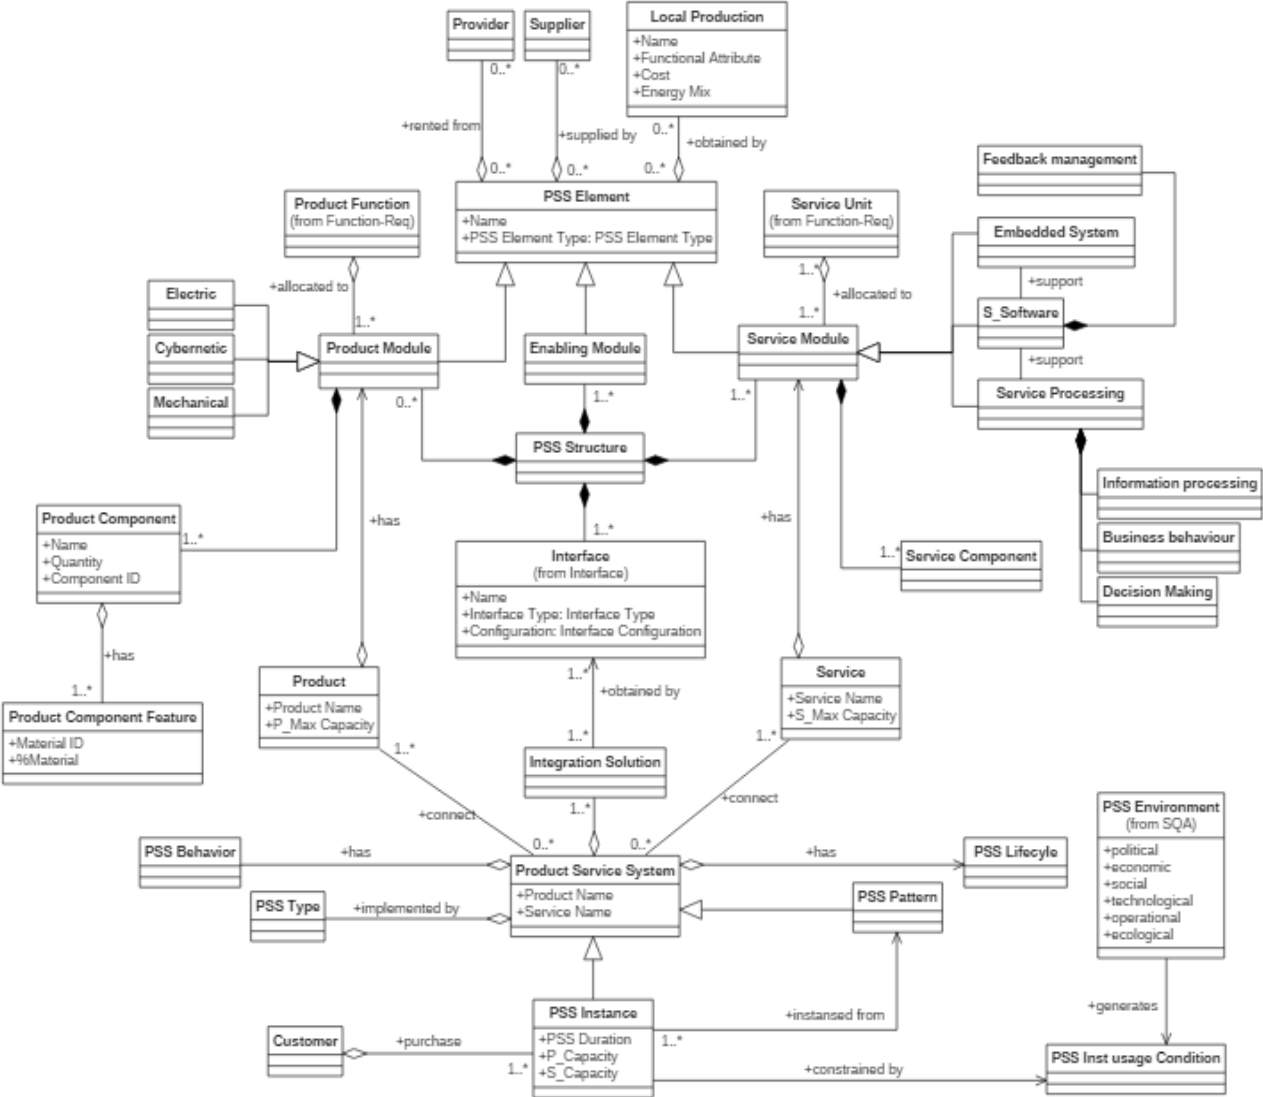 Provider
Supplier
Local Production
+Name
+Functional Attribute
+Cost
+Energy Mix
0..*
0..*
0..*
+rented from
+supplied by
+obtained by
0..*
0..*
0..*
PSS Element
+Name
+PSS Element Type: PSS Element Type
Product Function
(from Function-Req)
Service Unit
(from Function-Req)
Feedback management
Embedded System
+support
S_Software
+support
Service Processing
1..*
+allocated to
1..*
+allocated to
1..*
Electric
Cybernetic
Mechanical
Product Module
Enabling Module
Service Module
0..*
1..*
1..*
PSS Structure
Information processing
Business behaviour
Decision Making
Product Component
+Name
+Quantity
+Component ID
1..*
+has
+has
1..*
Interface
(from Interface)
+Name
+Interface Type: Interface Type
+Configuration: Interface Configuration
1..*
Service Component
+has
1..*
Product Component Feature
+Material ID
+%Material
Product
+Product Name
+P_Max Capacity
1..*
+obtained by
1..*
Service
+Service Name
+S_Max Capacity
1..*
1..*
Integration Solution
1..*
+connect
+connect
0..*
0..*
PSS Behavior
+has
Product Service System
+Product Name
+Service Name
+has
PSS Lifecyle
PSS Type
+implemented by
PSS Pattern
PSS Environment
(from SQA)
+political
+economic
+social
+technological
+operational
+ecological
+generates
PSS Instance
+PSS Duration
+P_Capacity
+S_Capacity
+instansed from
1..*
Customer
+purchase
1..*
+constrained by
PSS Inst usage Condition